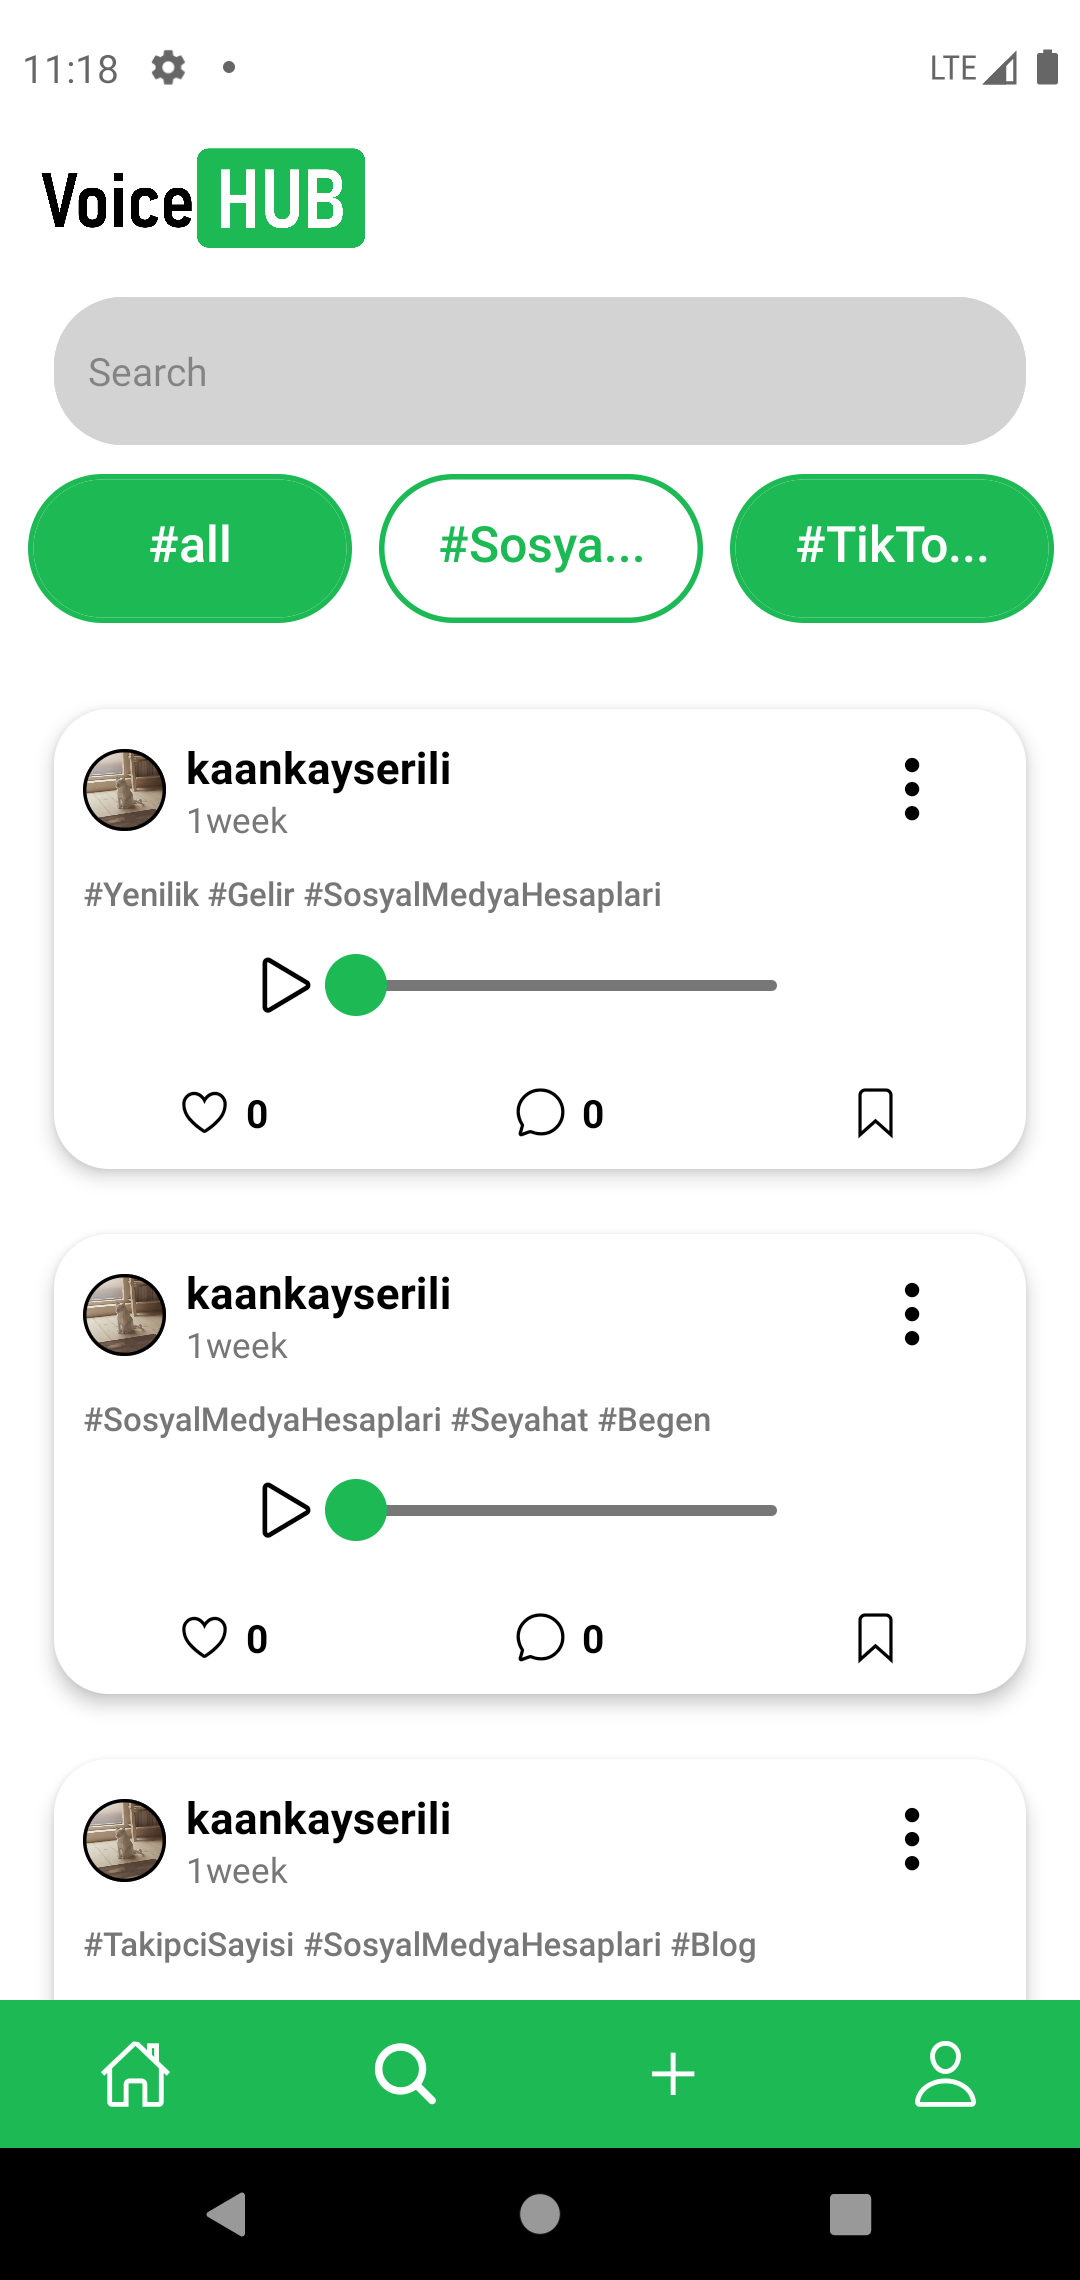 11:18 LTE
Voice HUB
Search
#all #Sosya... #TikTo...
kaankayserili
1week
#Yenilik #Gelir #SosyalMedyaHesaplari
0 0
kaankayserili
1week
#SosyalMedyaHesaplari #Seyahat #Begen
0 0
kaankayserili
1week
#TakipciSayisi #SosyalMedyaHesaplari #Blog